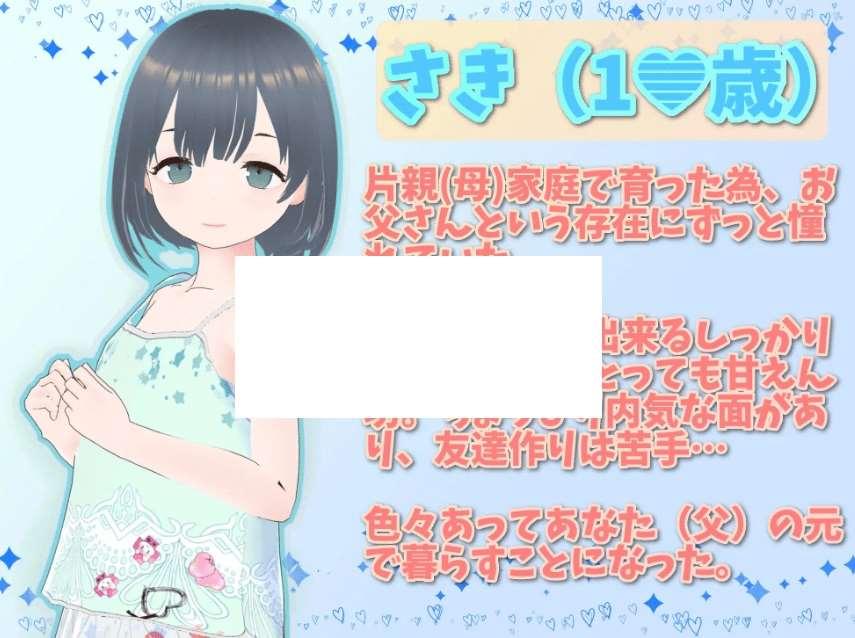 さき（1♥歳）
片親(母)家庭で育った為、お
父さんという存在にずっと憧
出来るしっかり
とっても甘えん
内気な面があ
り、友達作りは苦手…
色々あってあなた（父）の元
で暮らすことになった。